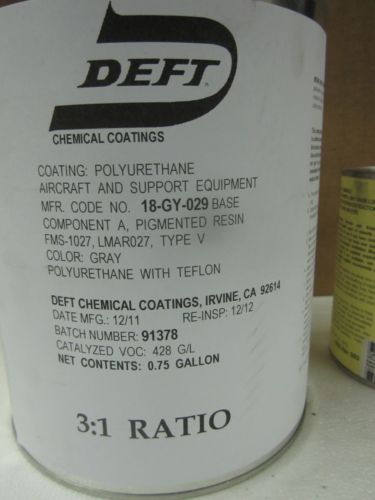 DEFT
CHEMICAL COATINGS
COATING: POLYURETHANE
AIRCRAFT AND SUPPORT EQUIPMENT
MFR. CODE NO. 18-GY-029 BASE
COMPONENT A, PIGMENTED RESIN
FMS-1027, LMAR027, TYPE V
COLOR: GRAY
POLYURETHANE WITH TEFLON
DEFT CHEMICAL COATINGS, IRVINE, CA 92614
DATE MFG.: 12/11 RE-INSP: 12/12
BATCH NUMBER: 91378
CATALYZED VOC: 428 G/L
NET CONTENTS: 0.75 GALLON
3:1 RATIO